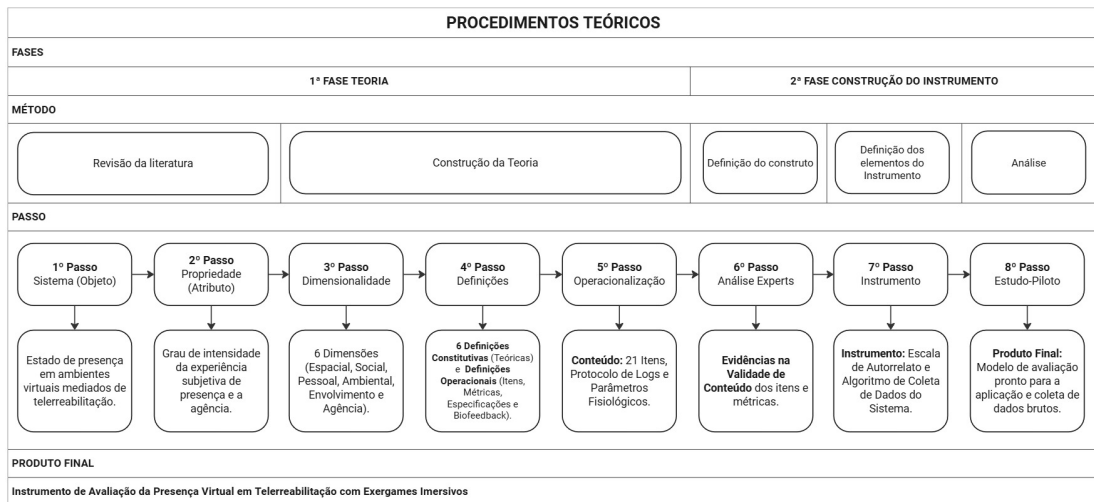 PROCEDIMENTOS TEÓRICOS
FASES
1ª FASE TEORIA
2ª FASE CONSTRUÇÃO DO INSTRUMENTO
MÉTODO
Revisão da literatura
Construção da Teoria
Definição do construto
Definição dos
elementos do
Instrumento
Análise
PASSO
1º Passo
Sistema (Objeto)
2º Passo
Propriedade
(Atributo)
3º Passo
Dimensionalidade
4º Passo
Definições
5º Passo
Operacionalização
6º Passo
Análise Experts
7º Passo
Instrumento
8º Passo
Estudo-Piloto
Estado de presença
em ambientes
virtuais mediados de
telerreabilitação.
Grau de intensidade
da experiência
subjetiva de
presença e a
agência.
6 Dimensões
(Espacial, Social,
Pessoal, Ambiental,
Envolvimento e
Agência).
6 Definições
Constitutivas (Teóricas)
e Definições
Operacionais (Itens,
Métricas,
Especificações e
Biofeedback).
Conteúdo: 21 Itens,
Protocolo de Logs e
Parâmetros
Fisiológicos.
Evidências na
Validade de
Conteúdo dos itens e
métricas.
Instrumento: Escala
de Autorrelato e
Algoritmo de Coleta
de Dados do
Sistema.
Produto Final:
Modelo de avaliação
pronto para a
aplicação e coleta de
dados brutos.
PRODUTO FINAL
Instrumento de Avaliação da Presença Virtual em Telerreabilitação com Exergames Imersivos